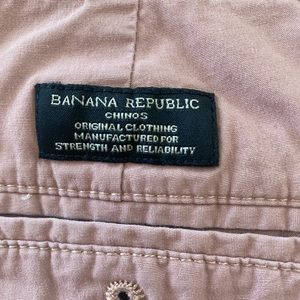 BANANA REPUBLIC
CHINOS
ORIGINAL CLOTHING
MANUFACTURED FOR
STRENGTH AND RELIABILITY